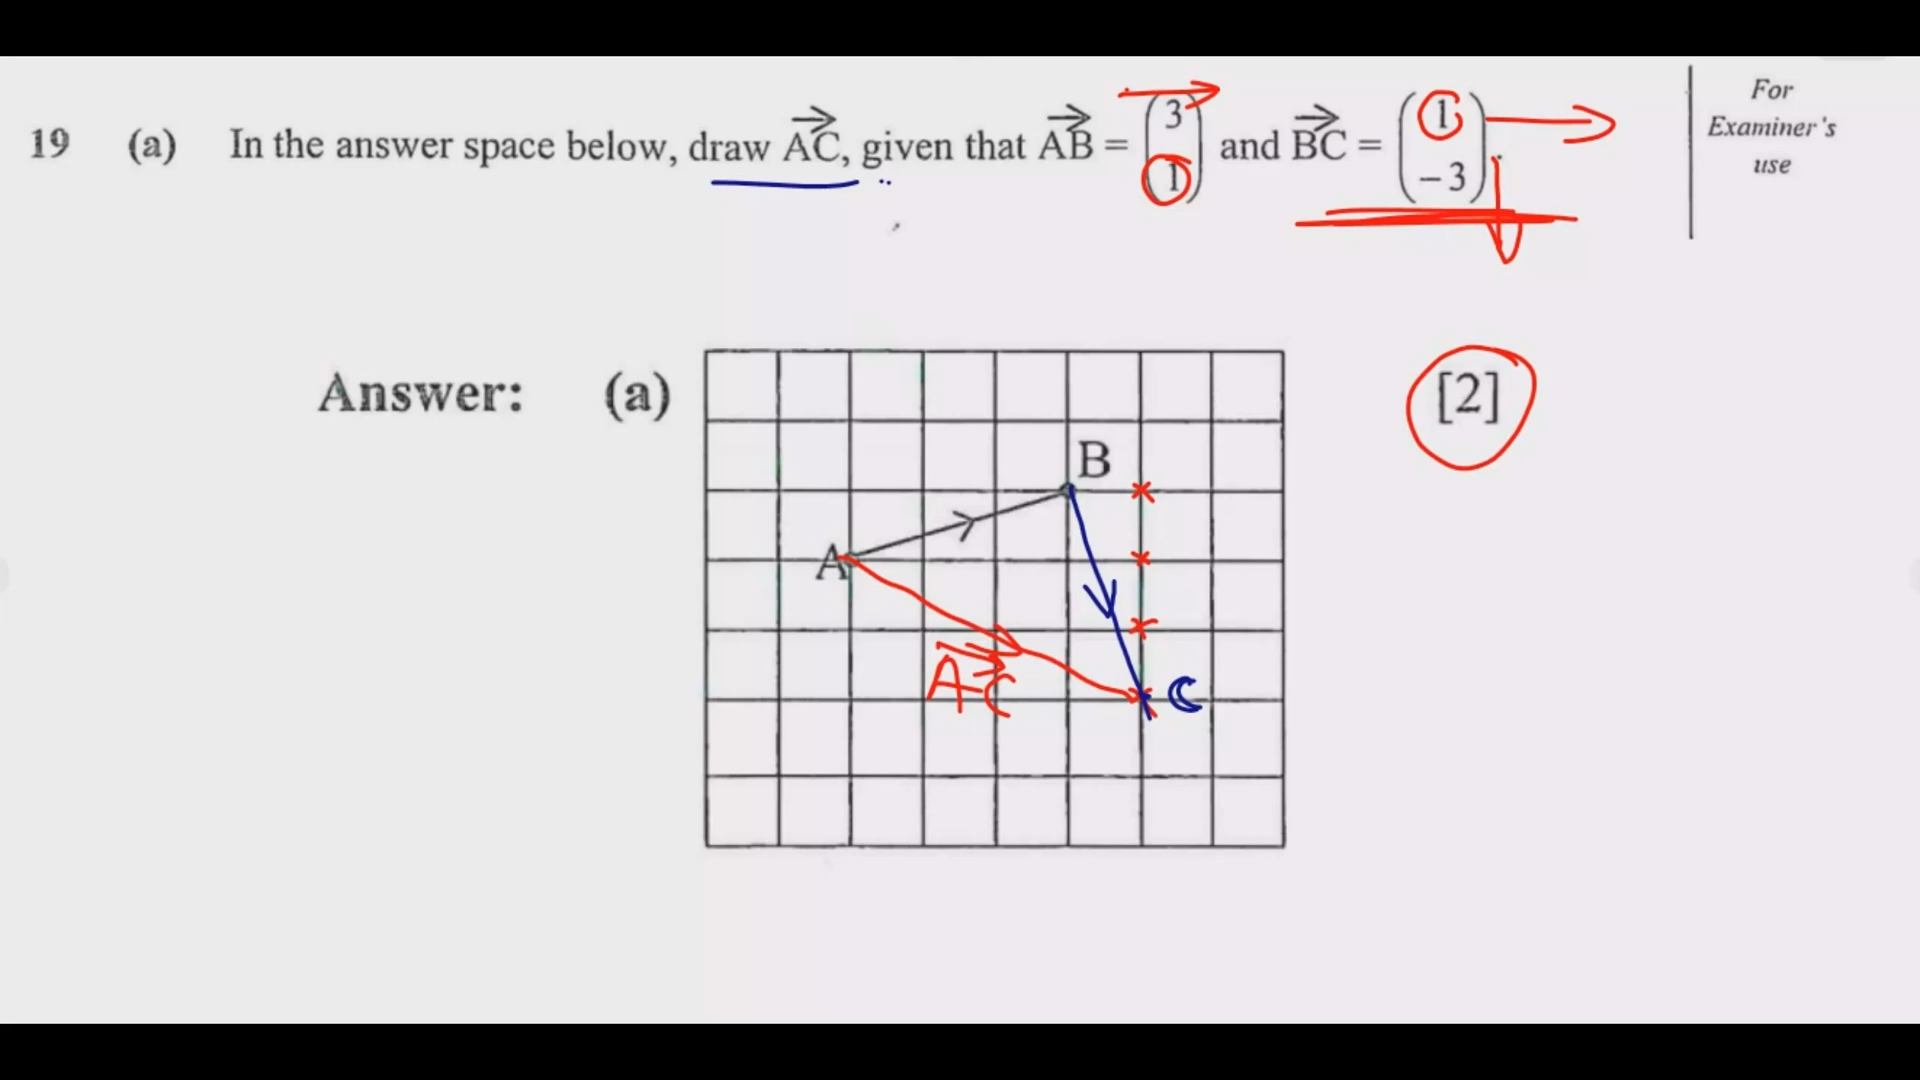 For
Examiner's
use
19 (a) In the answer space below, draw AC, given that AB = (3 1) and BC = (1 -3).
Answer: (a) [2]
B
A
AC
C